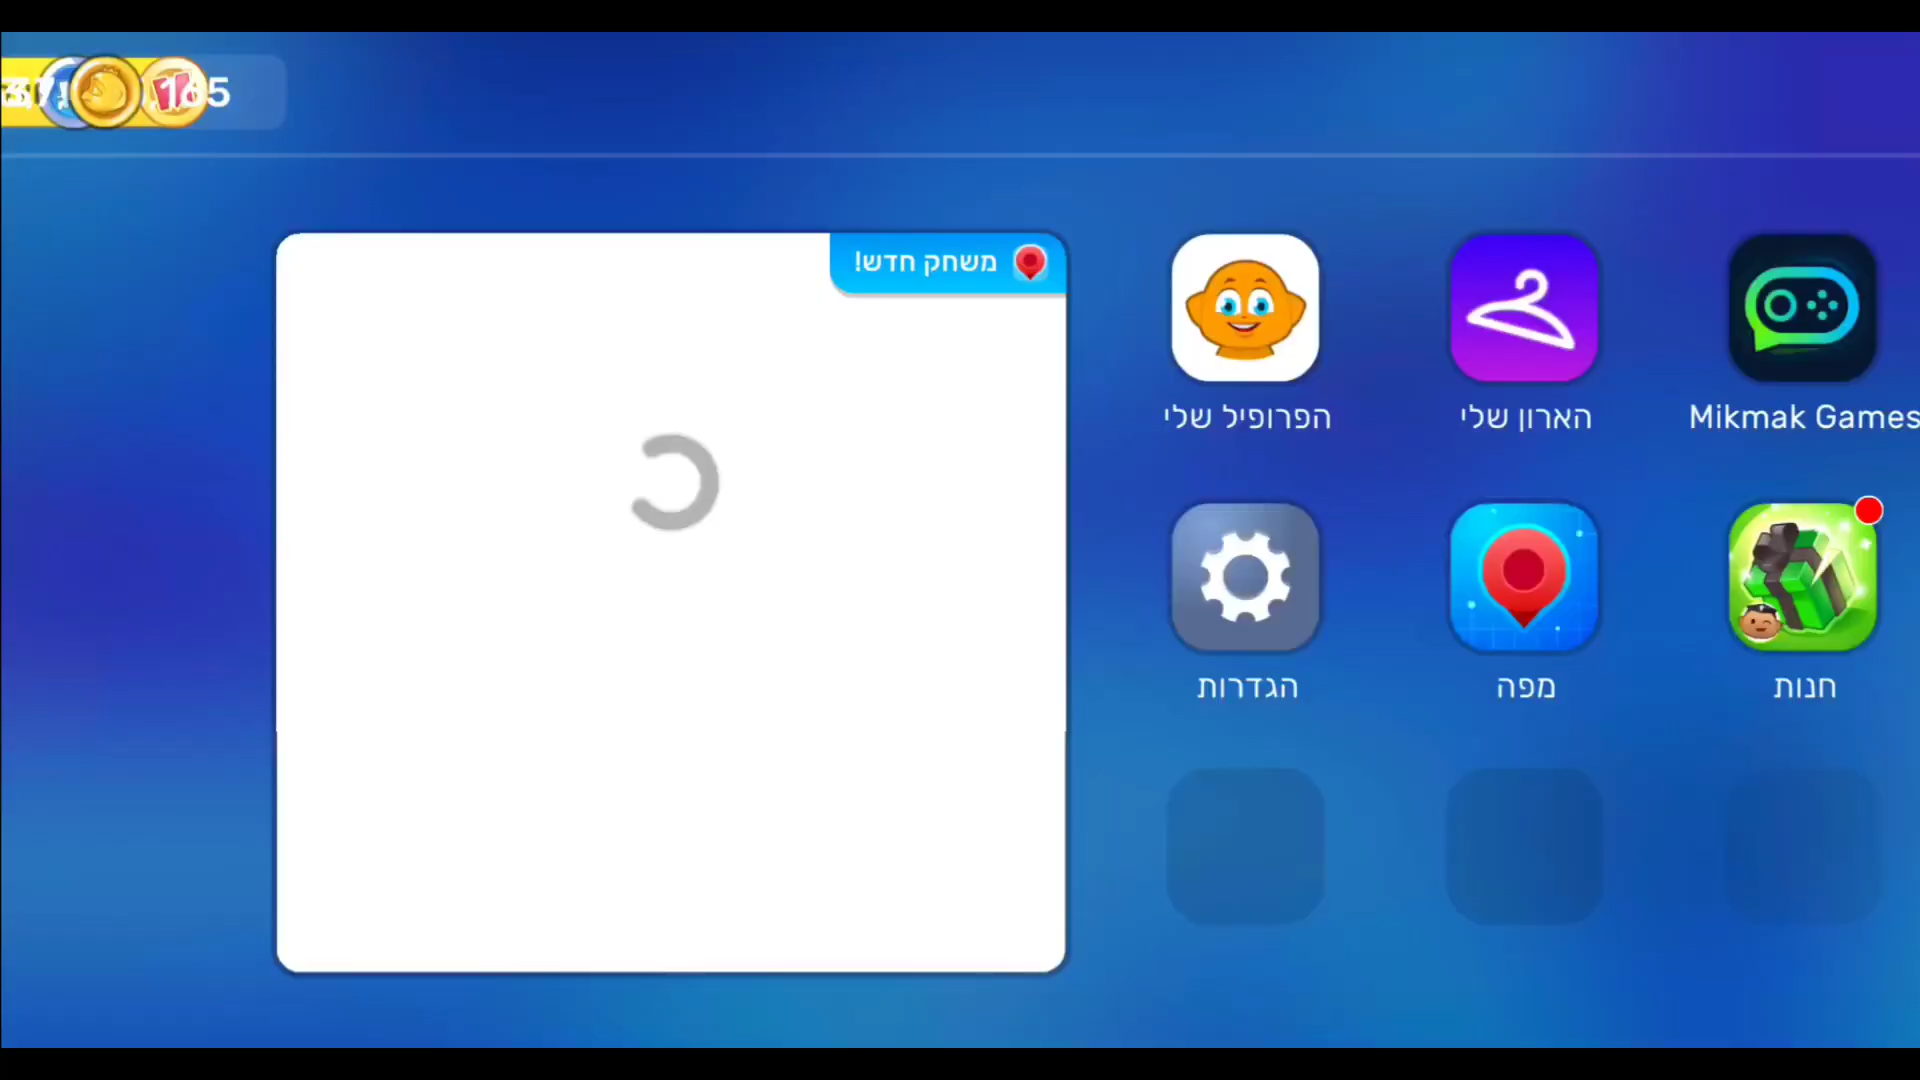 משחק חדש!
הפרופיל שלי
הארון שלי
Mikmak Games
הגדרות
מפה
חנות